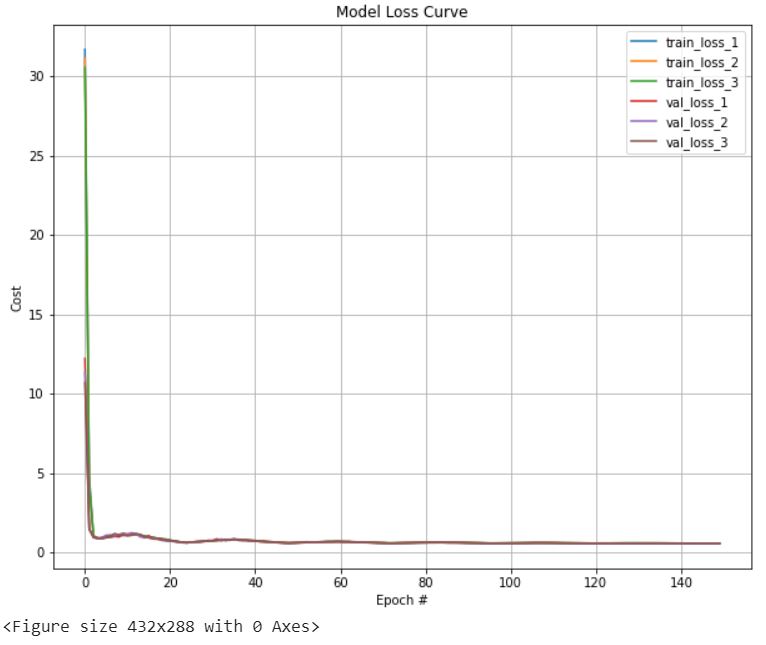 Model Loss Curve
train_loss_1
train_loss_2
train_loss_3
val_loss_1
val_loss_2
val_loss_3
30
25
20
15
10
5
0
Cost
0 20 40 60 80 100 120 140
Epoch #
<Figure size 432x288 with 0 Axes>